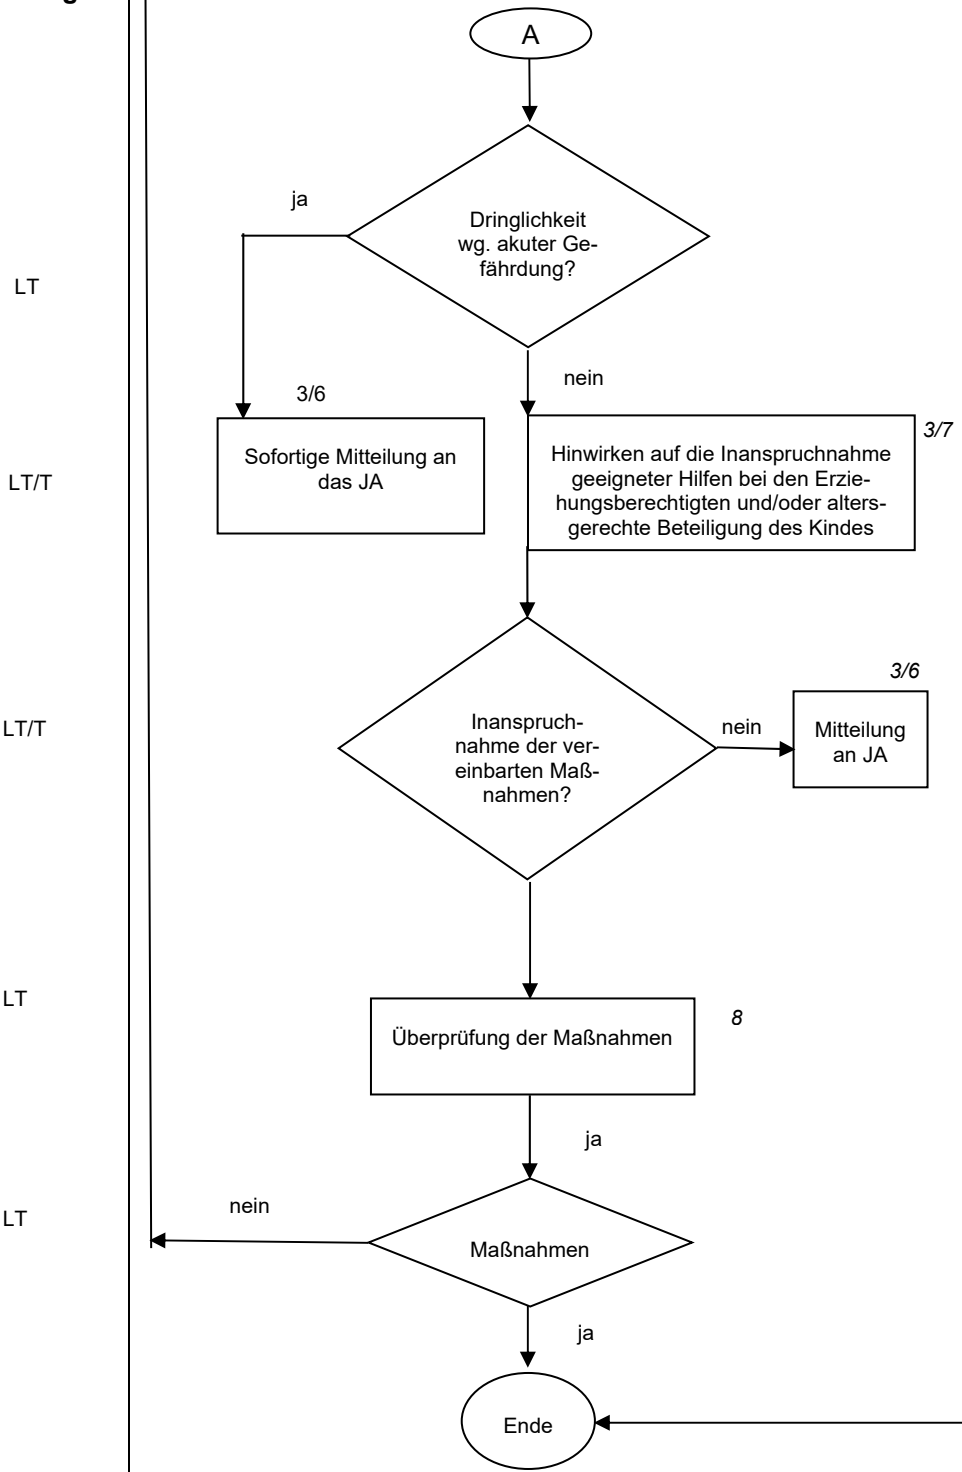 g
A
ja
Dringlichkeit
wg. akuter Ge-
fährdung?
LT
nein
3/6
3/7
LT/T
Sofortige Mitteilung an
das JA
Hinwirken auf die Inanspruchnahme
geeigneter Hilfen bei den Erzie-
hungsberechtigten und/oder alters-
gerechte Beteiligung des Kindes
3/6
LT/T
Inanspruch-
nahme der ver-
einbarten Maß-
nahmen?
nein
Mitteilung
an JA
LT
Überprüfung der Maßnahmen
8
ja
LT
nein
Maßnahmen
ja
Ende